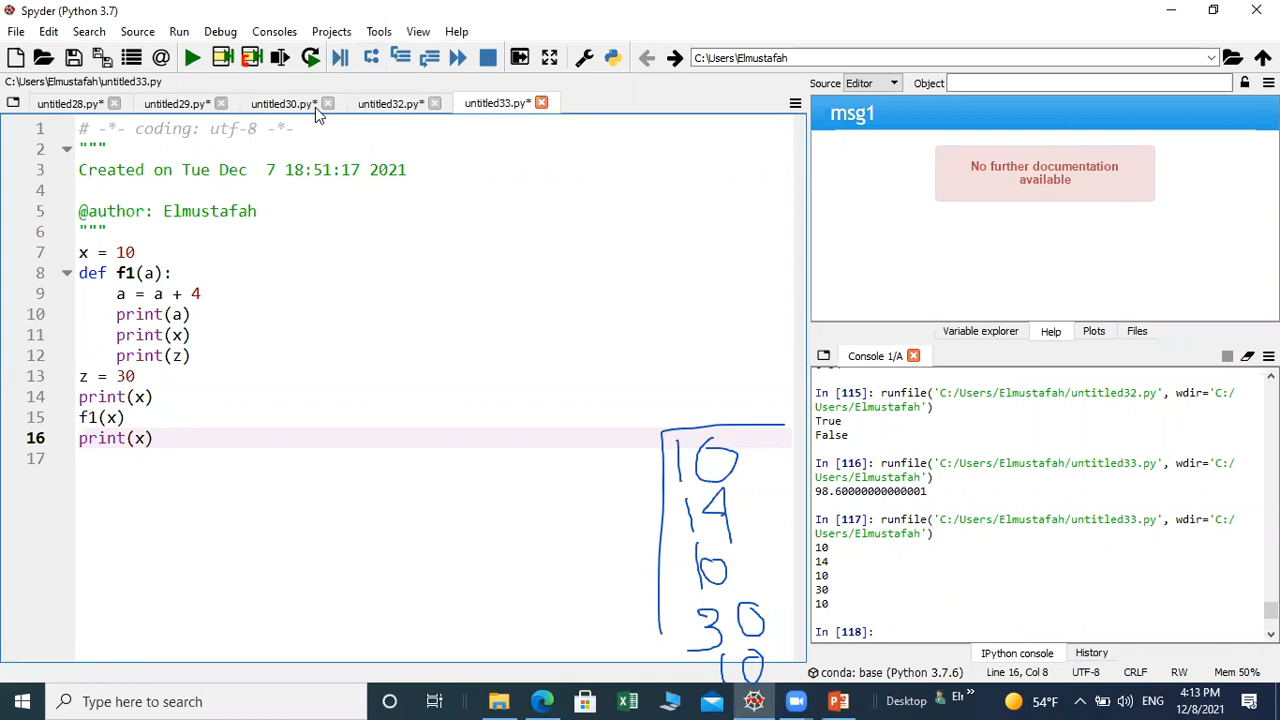 Spyder (Python 3.7)
File Edit Search Source Run Debug Consoles Projects Tools View Help
C:\Users\Elmustafah
C:\Users\Elmustafah\untitled33.py
untitled28.py* untitled29.py* untitled30.py* untitled32.py* untitled33.py*
1 # -*- coding: utf-8 -*-
2 """
3 Created on Tue Dec  7 18:51:17 2021
4
5 @author: Elmustafah
6 """
7 x = 10
8 def f1(a):
9     a = a + 4
10     print(a)
11     print(x)
12     print(z)
13 z = 30
14 print(x)
15 f1(x)
16 print(x)
17
10
14
10
30
10
Source Editor Object
msg1
No further documentation
available
Variable explorer Help Plots Files
Console 1/A
In [115]: runfile('C:/Users/Elmustafah/untitled32.py', wdir='C:/
Users/Elmustafah')
True
False
In [116]: runfile('C:/Users/Elmustafah/untitled33.py', wdir='C:/
Users/Elmustafah')
98.60000000000001
In [117]: runfile('C:/Users/Elmustafah/untitled33.py', wdir='C:/
Users/Elmustafah')
10
14
10
30
10
In [118]:
IPython console History
conda: base (Python 3.7.6) Line 16, Col 8 UTF-8 CRLF RW Mem 50%
Type here to search
Desktop
54°F
ENG
4:13 PM
12/8/2021